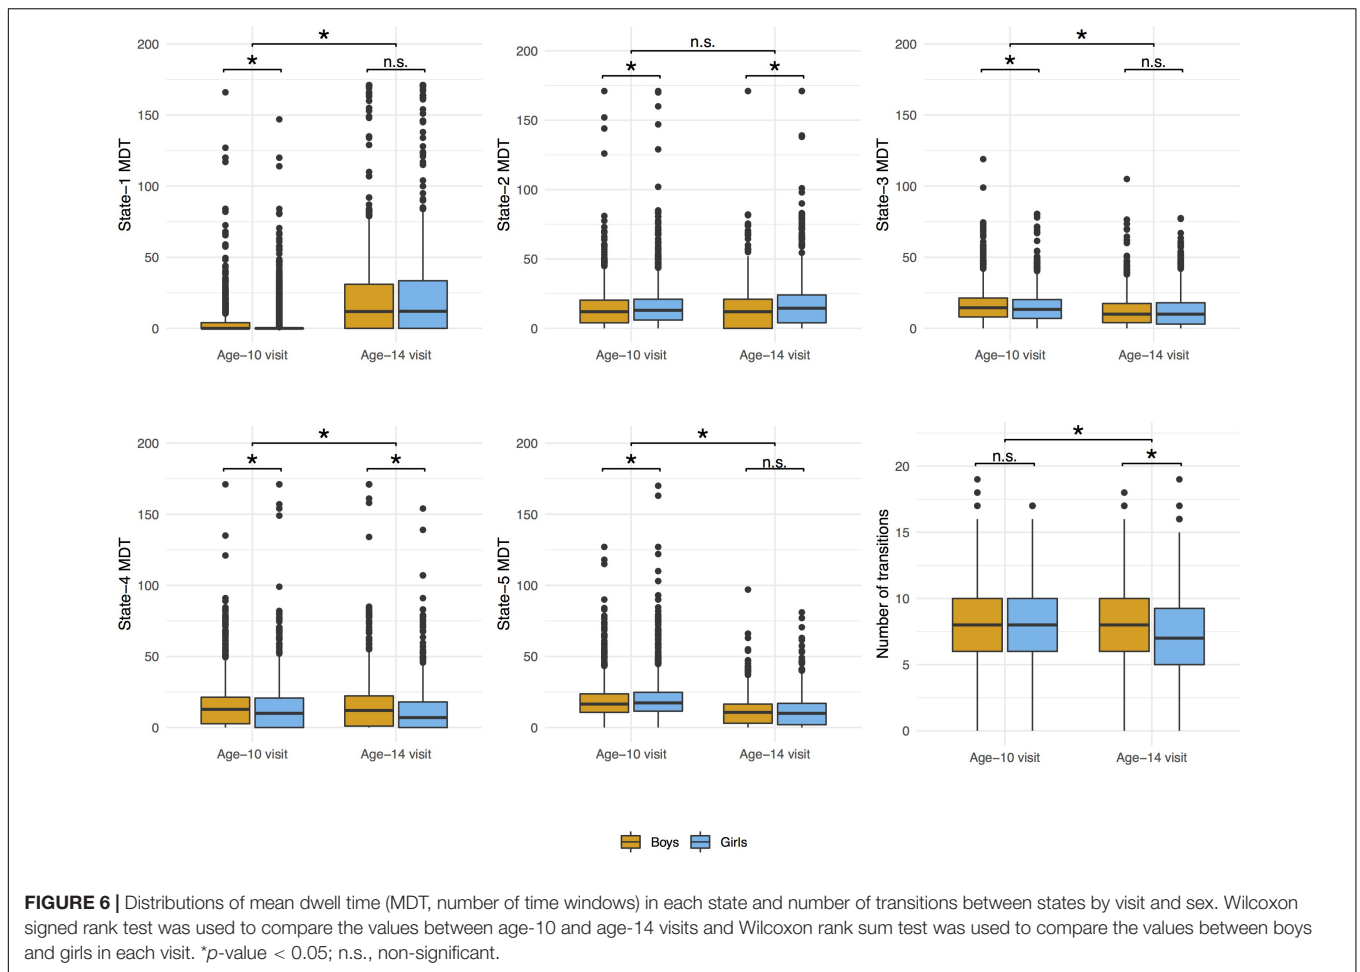 *
* n.s.
200
150
100
50
0
State–1 MDT
Age–10 visit Age–14 visit
n.s.
* *
200
150
100
50
0
State–2 MDT
Age–10 visit Age–14 visit
*
* n.s.
200
150
100
50
0
State–3 MDT
Age–10 visit Age–14 visit
*
* *
200
150
100
50
0
State–4 MDT
Age–10 visit Age–14 visit
*
* n.s.
200
150
100
50
0
State–5 MDT
Age–10 visit Age–14 visit
*
n.s. *
20
15
10
5
0
Number of transitions
Age–10 visit Age–14 visit
Boys Girls
FIGURE 6 | Distributions of mean dwell time (MDT, number of time windows) in each state and number of transitions between states by visit and sex. Wilcoxon
signed rank test was used to compare the values between age-10 and age-14 visits and Wilcoxon rank sum test was used to compare the values between boys
and girls in each visit. *p-value < 0.05; n.s., non-significant.